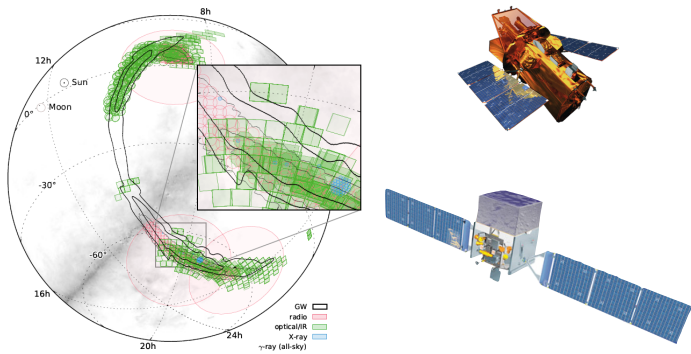 8h
12h
Sun
Moon
0°
-30°
-60°
16h
20h
24h
GW
radio
optical/IR
X-ray
γ-ray (all-sky)